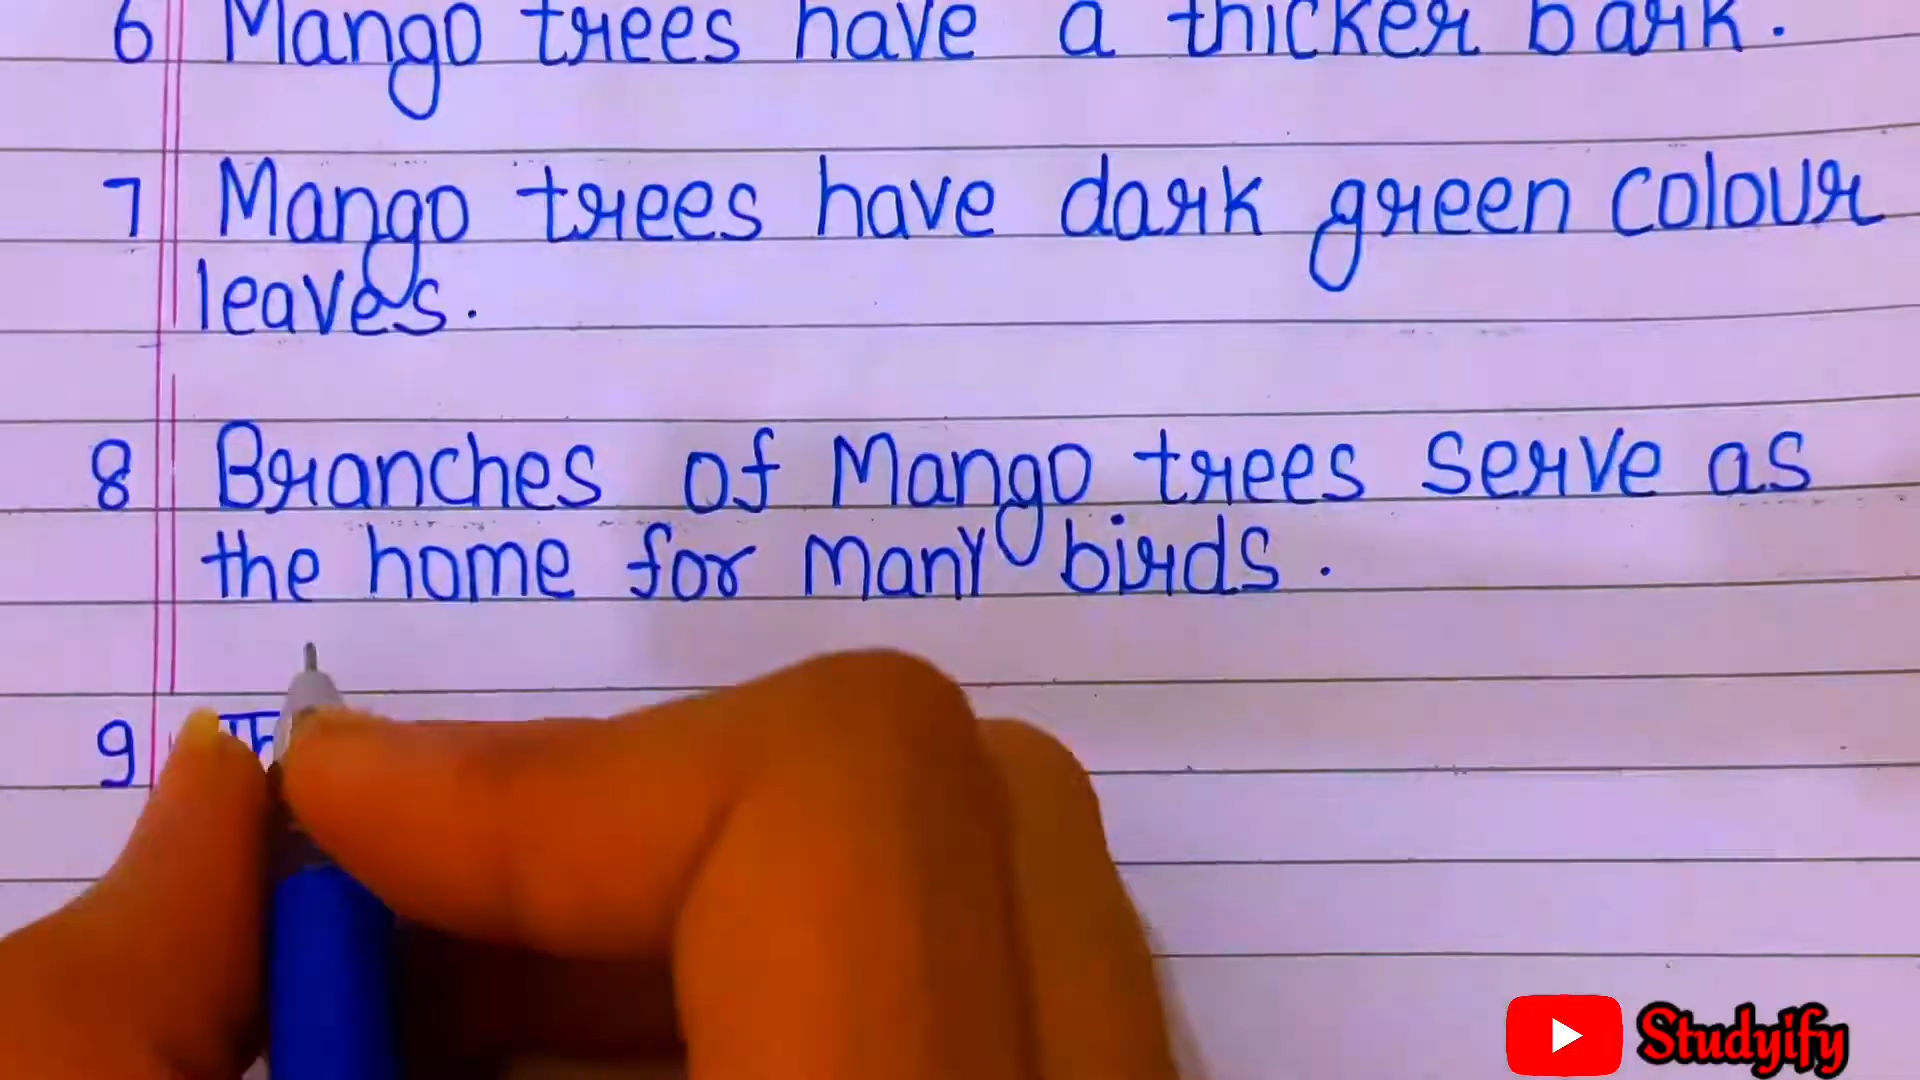 6 Mango trees have a thicker bark.
7 Mango trees have dark green colour
leaves.
8 Branches of Mango trees serve as
the home for many birds.
9
Studyify